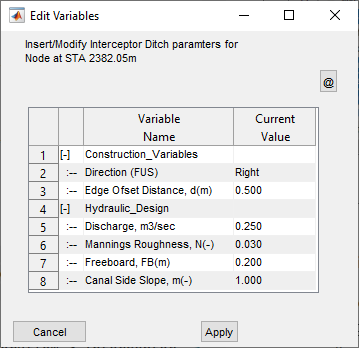 Edit Variables
Insert/Modify Interceptor Ditch paramters for
Node at STA 2382.05m
@
Variable Name Current Value
1 [-] Construction_Variables
2 :-- Direction (FUS) Right
3 :-- Edge Ofset Distance, d(m) 0.500
4 [-] Hydraulic_Design
5 :-- Discharge, m3/sec 0.250
6 :-- Mannings Roughness, N(-) 0.030
7 :-- Freeboard, FB(m) 0.200
8 :-- Canal Side Slope, m(-) 1.000
Cancel Apply